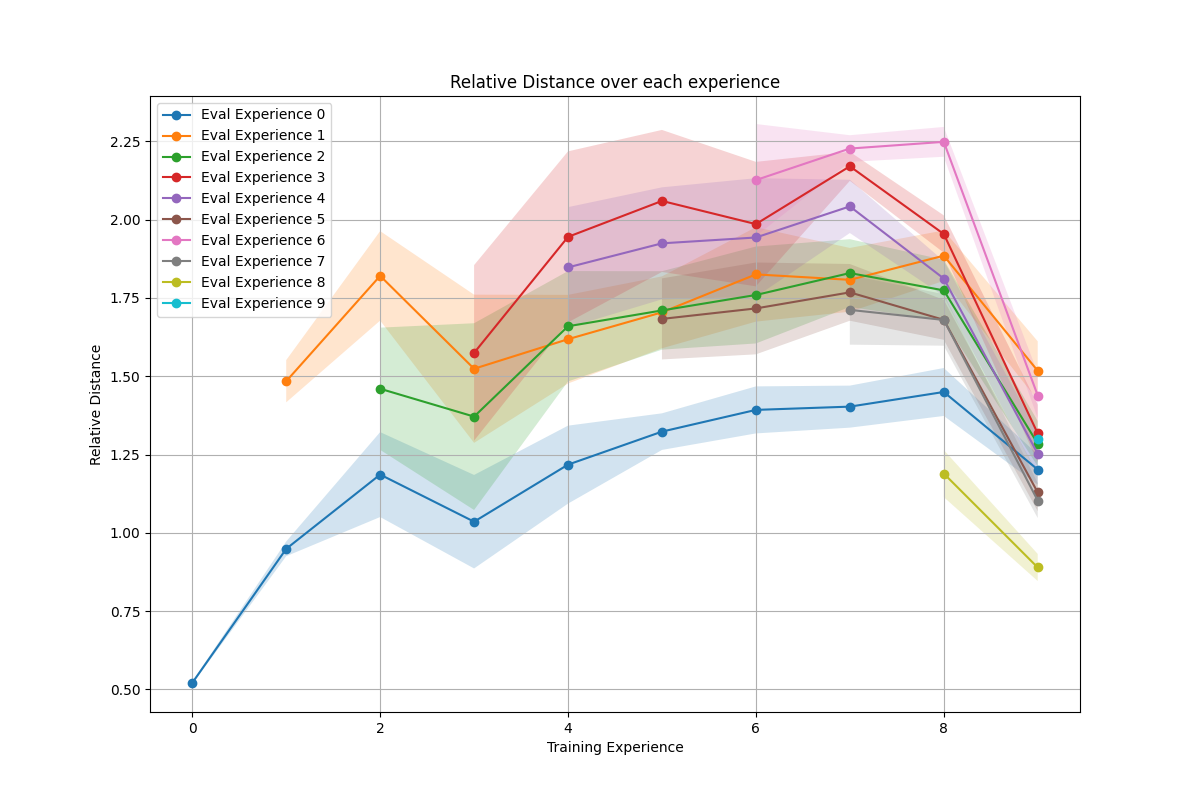 Relative Distance over each experience
Eval Experience 0
Eval Experience 1
Eval Experience 2
Eval Experience 3
Eval Experience 4
Eval Experience 5
Eval Experience 6
Eval Experience 7
Eval Experience 8
Eval Experience 9
2.25
2.00
1.75
1.50
1.25
1.00
0.75
0.50
Relative Distance
0 2 4 6 8
Training Experience